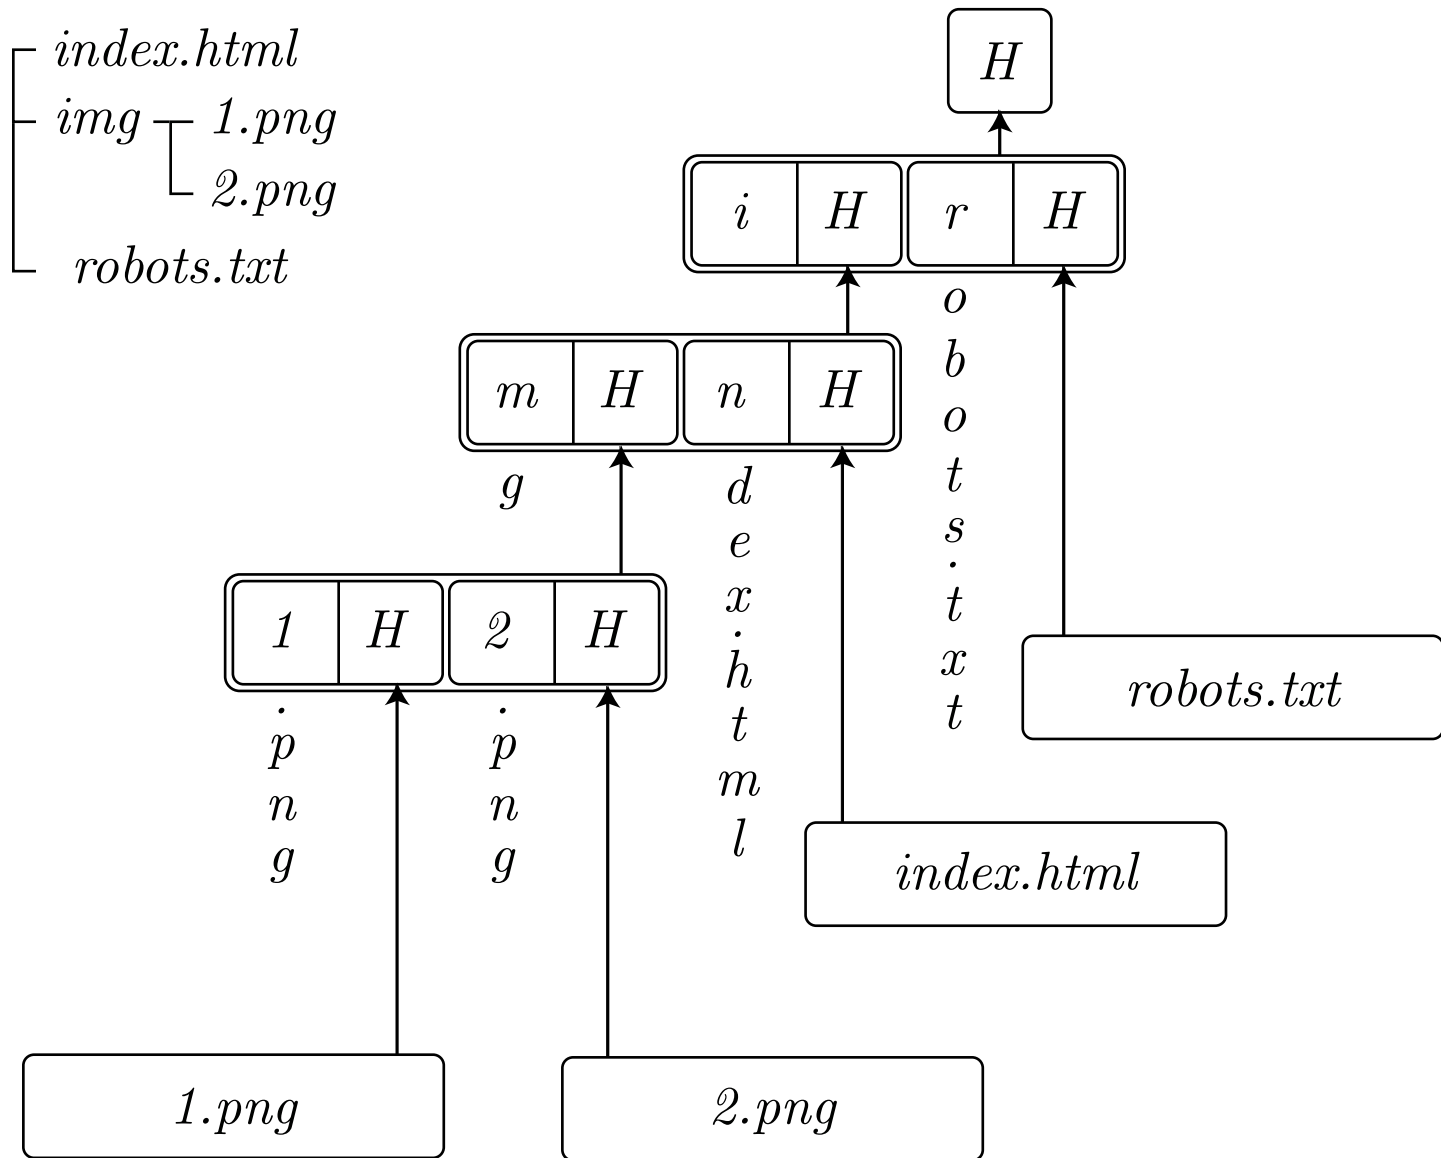 index.html
img 1.png
2.png
robots.txt
H
i H r H
o
b
o
t
s
.
t
x
t
m H n H
g
d
e
x
.
h
t
m
l
1 H 2 H
.
p
n
g
.
p
n
g
robots.txt
index.html
1.png
2.png